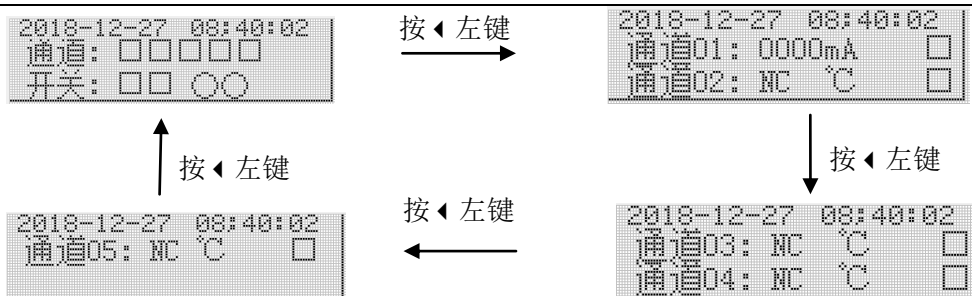 2018-12-27 08:40:02
通道: □□□□□
开关: □□ ○○
按◀左键
2018-12-27 08:40:02
通道01: 0000mA □
通道02: NC ℃ □
按◀左键
2018-12-27 08:40:02
通道03: NC ℃ □
通道04: NC ℃ □
按◀左键
2018-12-27 08:40:02
通道05: NC ℃ □
按◀左键